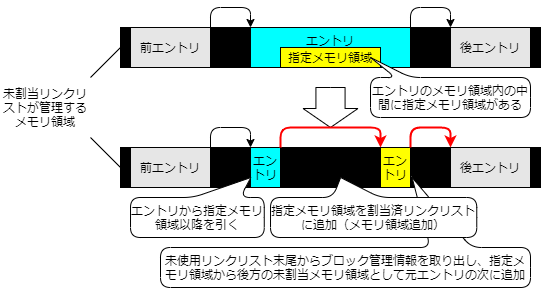 前エントリ
エントリ
指定メモリ領域
後エントリ
未割当リンクリ
ストが管理する
メモリ領域
エントリのメモリ領域内の中
間に指定メモリ領域がある
前エントリ
エン
トリ
エン
トリ
後エントリ
エントリから指定メモリ
領域以降を引く
指定メモリ領域を割当済リンクリスト
に追加（メモリ領域追加）
未使用リンクリスト末尾からブロック管理情報を取り出し、指定メ
モリ領域から後方の未割当メモリ領域として元エントリの次に追加